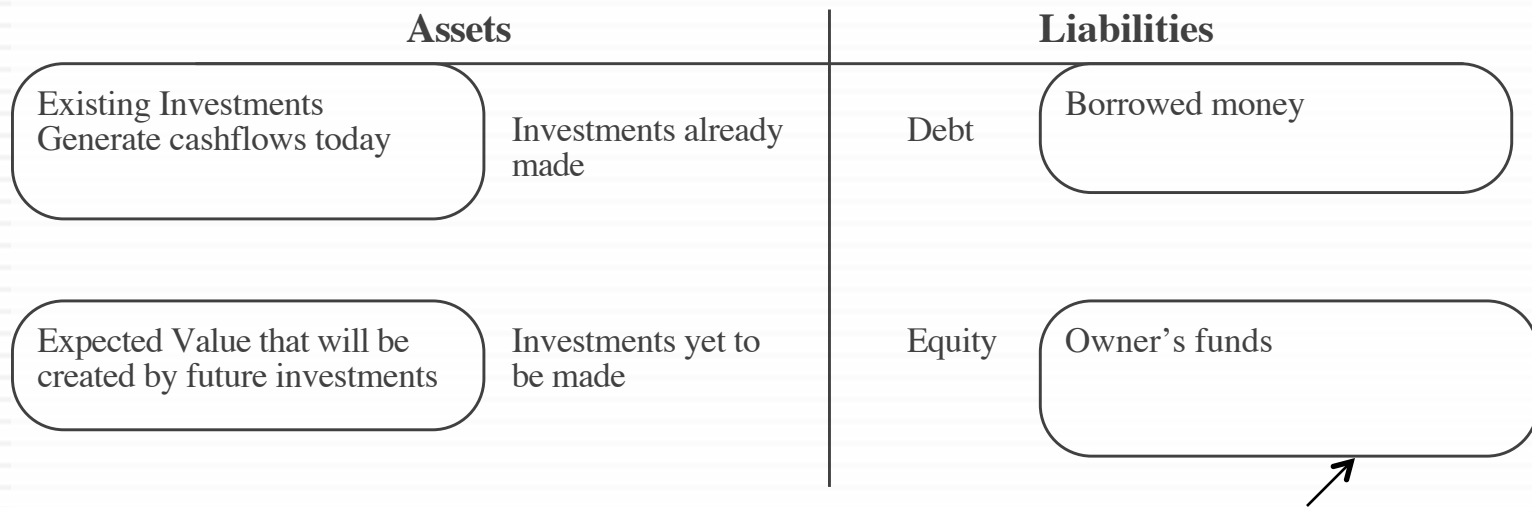 Assets
Liabilities
Existing Investments
Generate cashflows today
Investments already
made
Debt
Borrowed money
Expected Value that will be
created by future investments
Investments yet to
be made
Equity
Owner’s funds